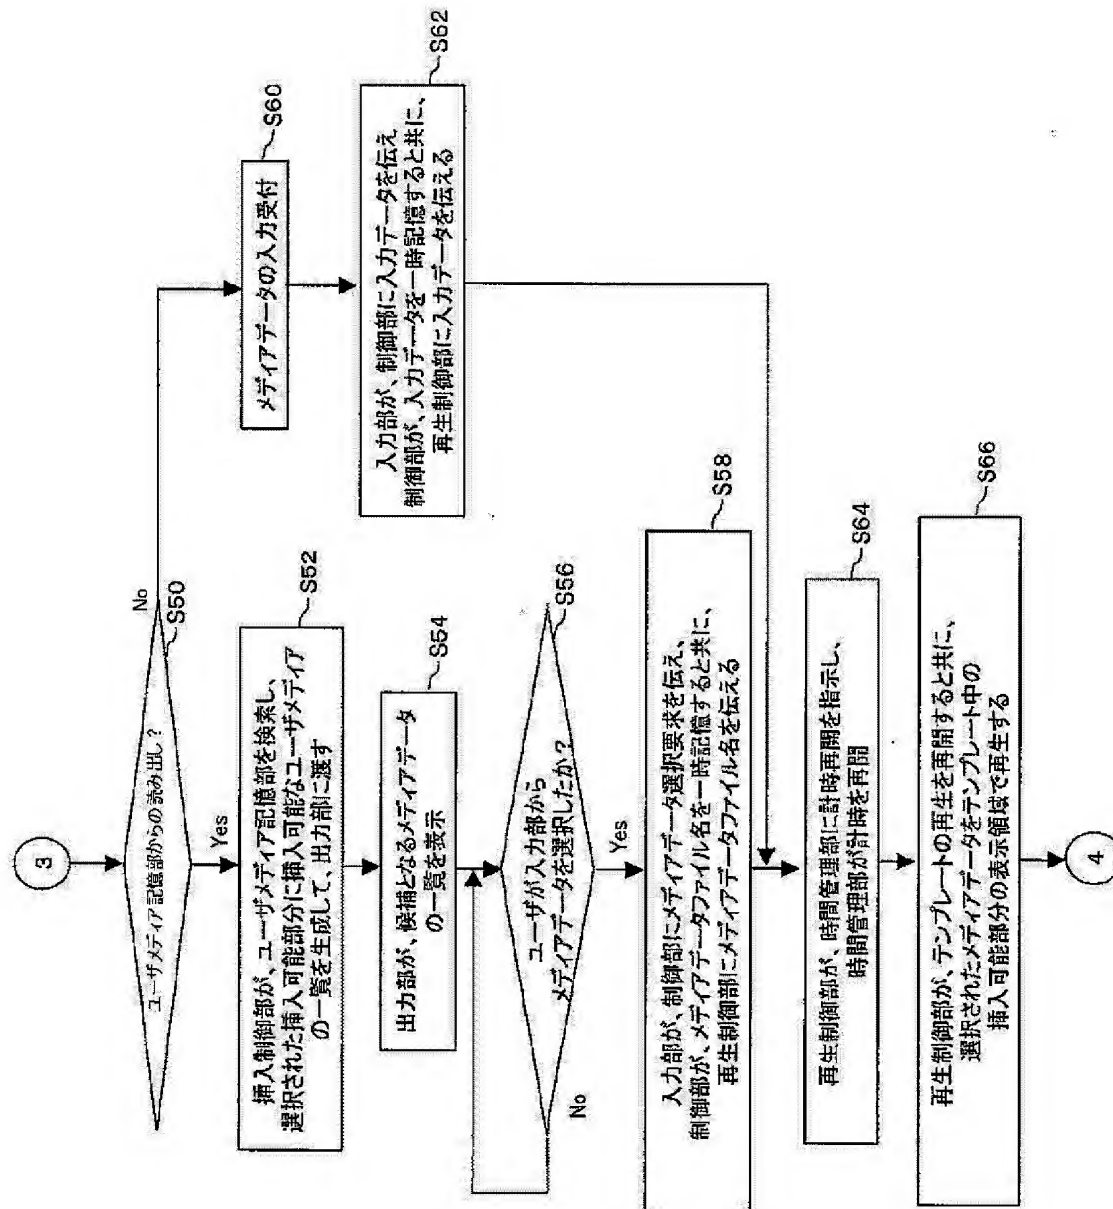 3
ユーザメディア記憶部からの読み出し？
S50
No
Yes
挿入制御部が、ユーザメディア記憶部を検索し、
選択された挿入可能部分に挿入可能なユーザメディア
の一覧を生成して、出力部に渡す
S52
出力部が、候補となるメディアデータ
の一覧を表示
S54
ユーザが入力部から
メディアデータを選択したか？
S56
No
Yes
入力部が、制御部にメディアデータ選択要求を伝え、
制御部が、メディアデータファイル名を一時記憶すると共に、
再生制御部にメディアデータファイル名を伝える
S58
メディアデータの入力受付
S60
入力部が、制御部に入力データを伝え
制御部が、入力データを一時記憶すると共に、
再生制御部に入力データを伝える
S62
再生制御部が、時間管理部に計時再開を指示し、
時間管理部が計時を再開
S64
再生制御部が、テンプレートの再生を再開すると共に、
選択されたメディアデータをテンプレート中の
挿入可能部分の表示領域で再生する
S66
4